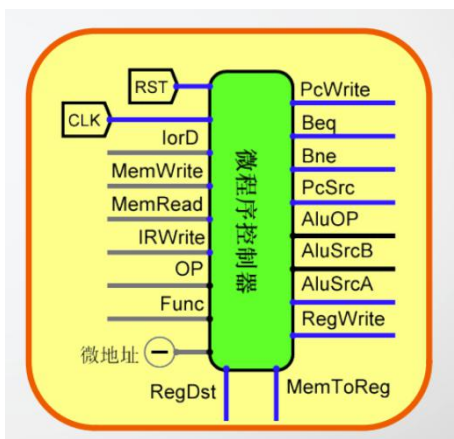 RST
CLK
IorD
MemWrite
MemRead
IRWrite
OP
Func
微地址
微程序控制器
PcWrite
Beq
Bne
PcSrc
AluOP
AluSrcB
AluSrcA
RegWrite
RegDst
MemToReg